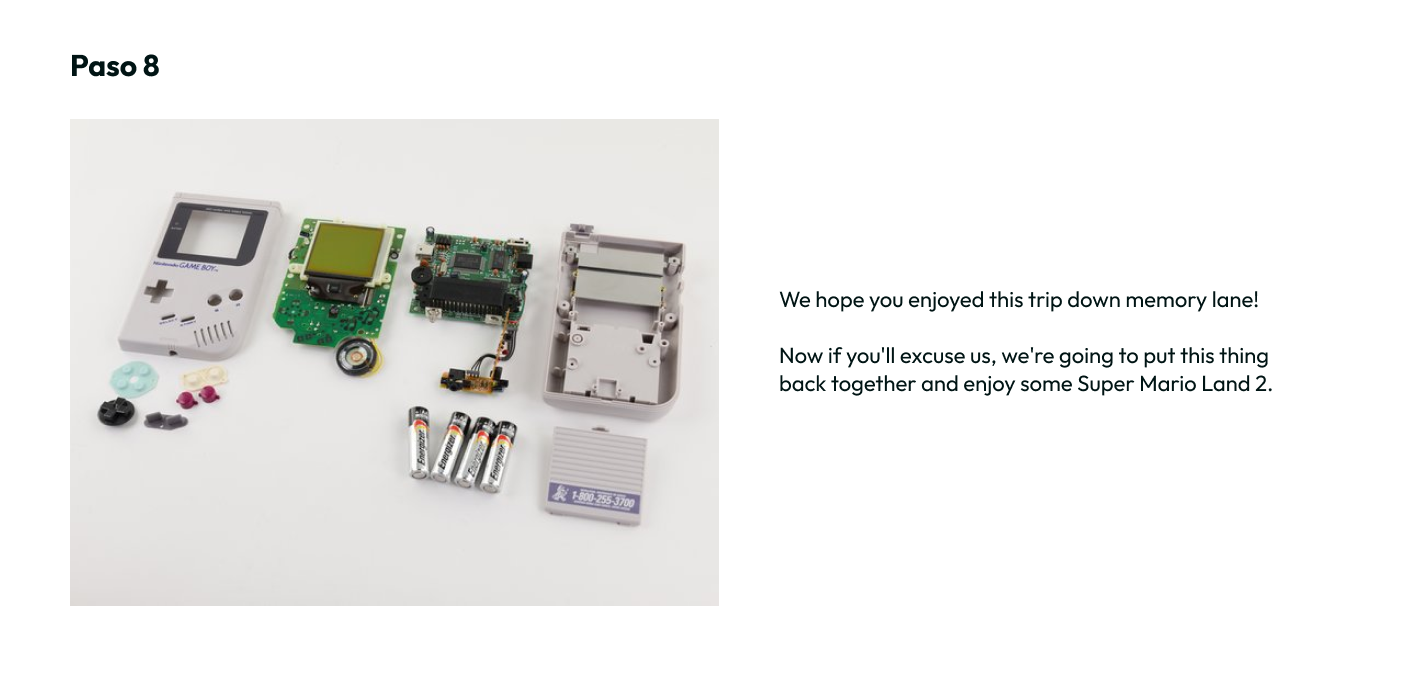 Paso 8
Nintendo GAME BOY
We hope you enjoyed this trip down memory lane!
Now if you'll excuse us, we're going to put this thing
back together and enjoy some Super Mario Land 2.
Energizer
Energizer
Energizer
Energizer
1-800-255-3700